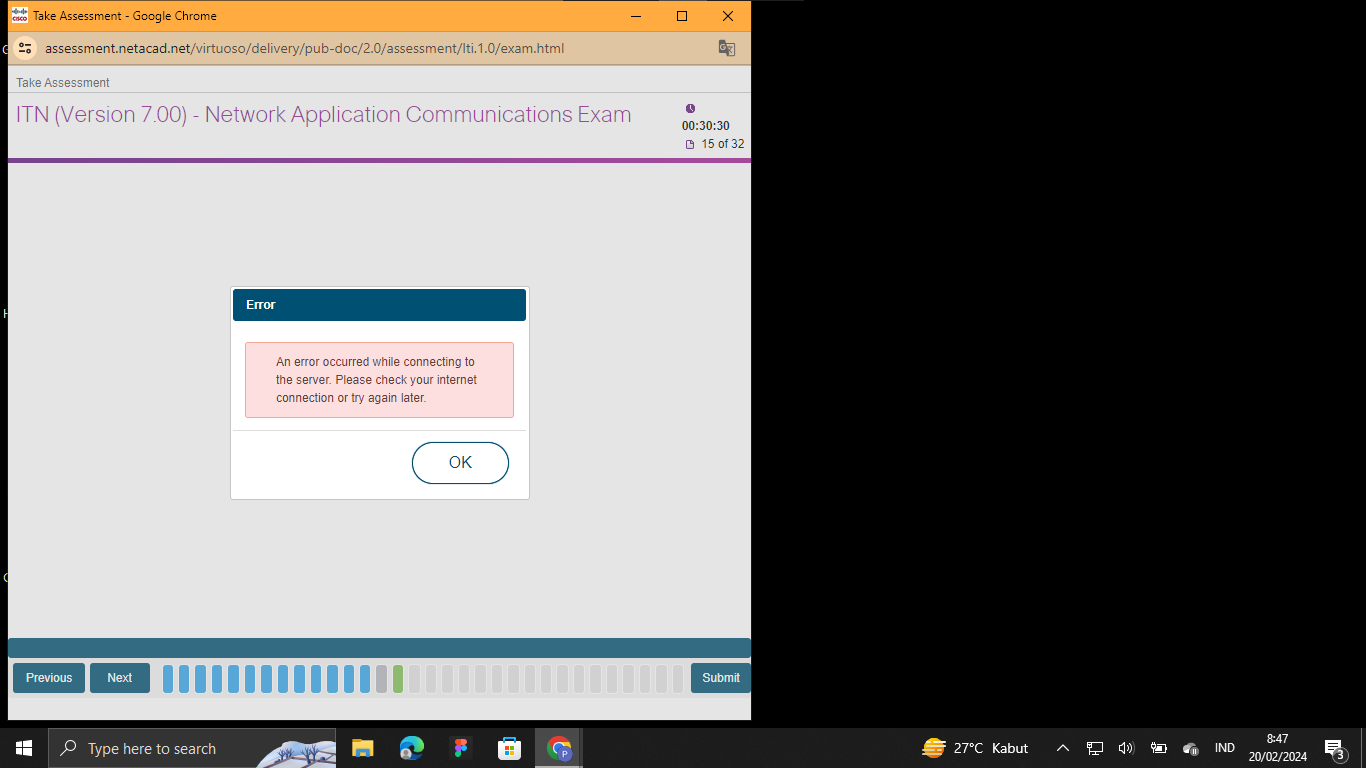 Take Assessment - Google Chrome
CISCO
assessment.netacad.net/virtuoso/delivery/pub-doc/2.0/assessment/lti.1.0/exam.html
Take Assessment
ITN (Version 7.00) - Network Application Communications Exam
00:30:30
15 of 32
Error
An error occurred while connecting to
the server. Please check your internet
connection or try again later.
OK
Previous
Next
Submit
Type here to search
27°C Kabut
IND
8:47
20/02/2024
3